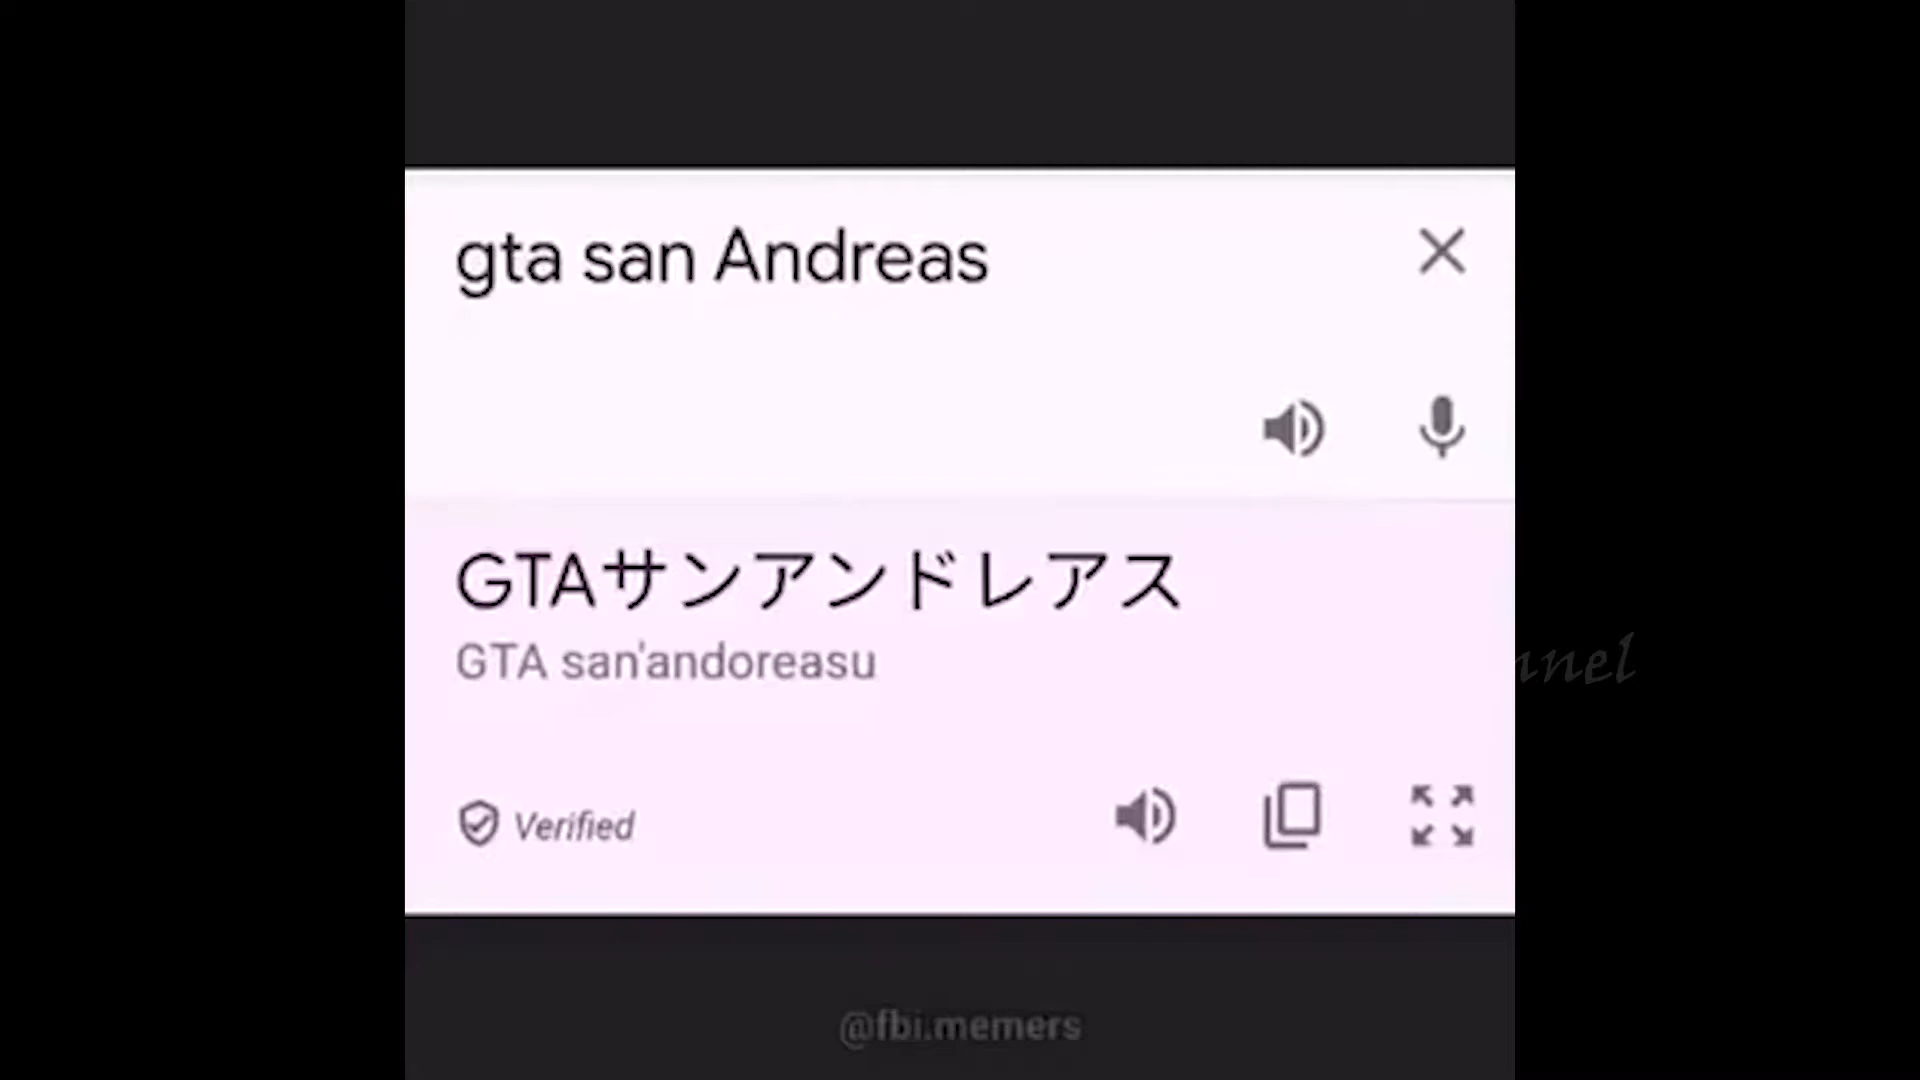 gta san Andreas
GTAサンアンドレアス
GTA san'andoreasu
Verified
@fbi.memers